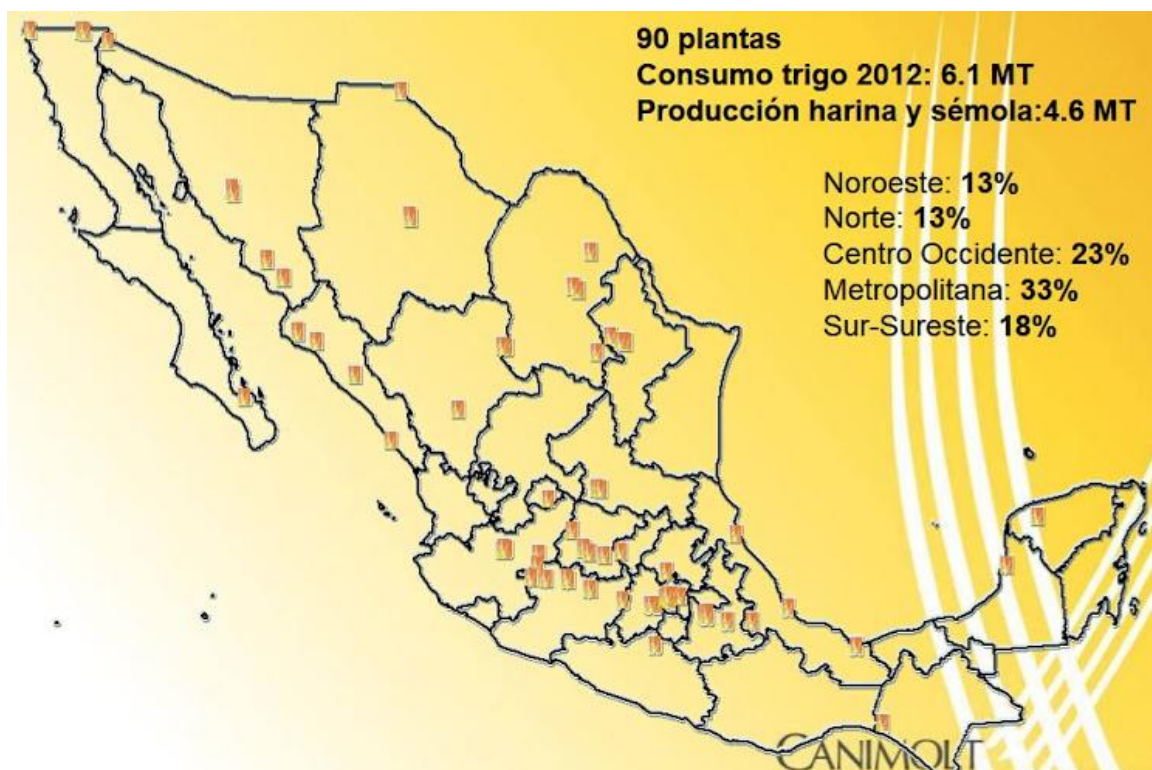 90 plantas
Consumo trigo 2012: 6.1 MT
Producción harina y sémola:4.6 MT
Noroeste: 13%
Norte: 13%
Centro Occidente: 23%
Metropolitana: 33%
Sur-Sureste: 18%
CANIMOLT